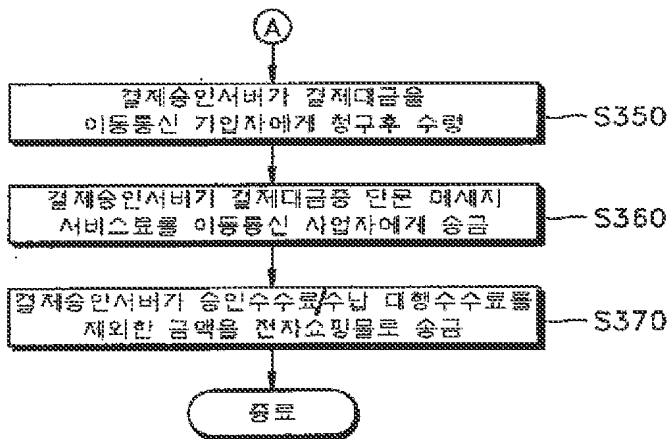 A
결제승인서버가 결제대금을
이동통신 가입자에게 청구후 수령
S350
결제승인서버가 결제대금중 단문 메세지
서비스료를 이동통신 사업자에게 송금
S360
결제승인서버가 승인수수료/수납 대행수수료를
제외한 금액을 전자쇼핑몰로 송금
S370
종료